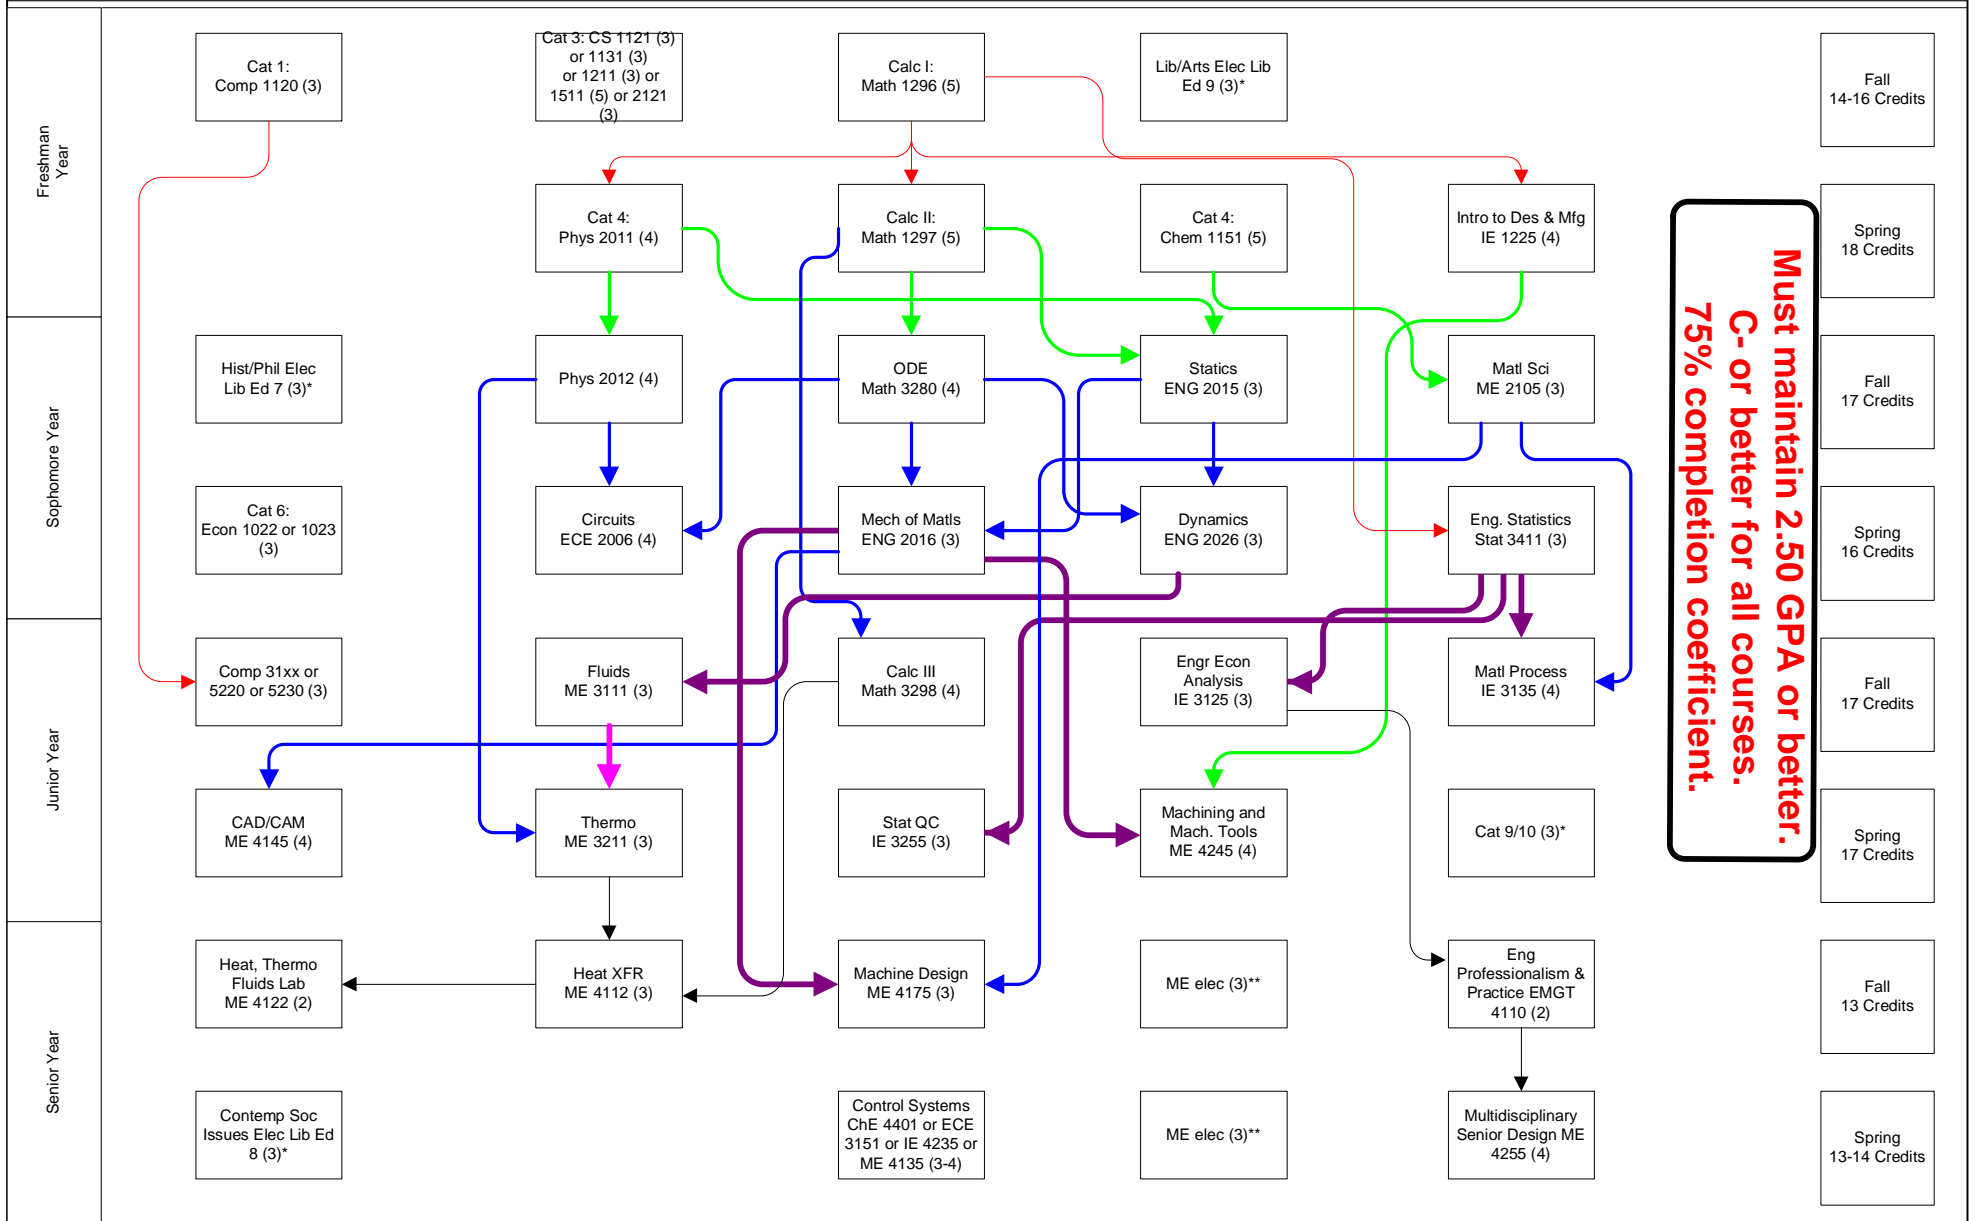 Freshman
Year
Cat 1:
Comp 1120 (3)
Cat 3: CS 1121 (3)
or 1131 (3)
or 1211 (3) or
1511 (5) or 2121
(3)
Calc I:
Math 1296 (5)
Lib/Arts Elec Lib
Ed 9 (3)*
Fall
14-16 Credits
Cat 4:
Phys 2011 (4)
Calc II:
Math 1297 (5)
Cat 4:
Chem 1151 (5)
Intro to Des & Mfg
IE 1225 (4)
Spring
18 Credits
Must maintain 2.50 GPA or better.
C- or better for all courses.
75% completion coefficient.
Sophomore Year
Hist/Phil Elec
Lib Ed 7 (3)*
Phys 2012 (4)
ODE
Math 3280 (4)
Statics
ENG 2015 (3)
Matl Sci
ME 2105 (3)
Fall
17 Credits
Cat 6:
Econ 1022 or 1023
(3)
Circuits
ECE 2006 (4)
Mech of Matls
ENG 2016 (3)
Dynamics
ENG 2026 (3)
Eng. Statistics
Stat 3411 (3)
Spring
16 Credits
Junior Year
Comp 31xx or
5220 or 5230 (3)
Fluids
ME 3111 (3)
Calc III
Math 3298 (4)
Engr Econ
Analysis
IE 3125 (3)
Matl Process
IE 3135 (4)
Fall
17 Credits
CAD/CAM
ME 4145 (4)
Thermo
ME 3211 (3)
Stat QC
IE 3255 (3)
Machining and
Mach. Tools
ME 4245 (4)
Cat 9/10 (3)*
Spring
17 Credits
Senior Year
Heat, Thermo
Fluids Lab
ME 4122 (2)
Heat XFR
ME 4112 (3)
Machine Design
ME 4175 (3)
ME elec (3)**
Eng
Professionalism &
Practice EMGT
4110 (2)
Fall
13 Credits
Contemp Soc
Issues Elec Lib Ed
8 (3)*
Control Systems
ChE 4401 or ECE
3151 or IE 4235 or
ME 4135 (3-4)
ME elec (3)**
Multidisciplinary
Senior Design ME
4255 (4)
Spring
13-14 Credits